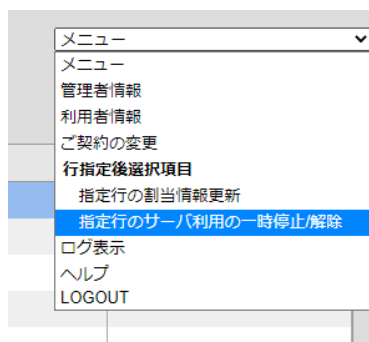 メニュー
メニュー
管理者情報
利用者情報
ご契約の変更
行指定後選択項目
指定行の割当情報更新
指定行のサーバ利用の一時停止/解除
ログ表示
ヘルプ
LOGOUT